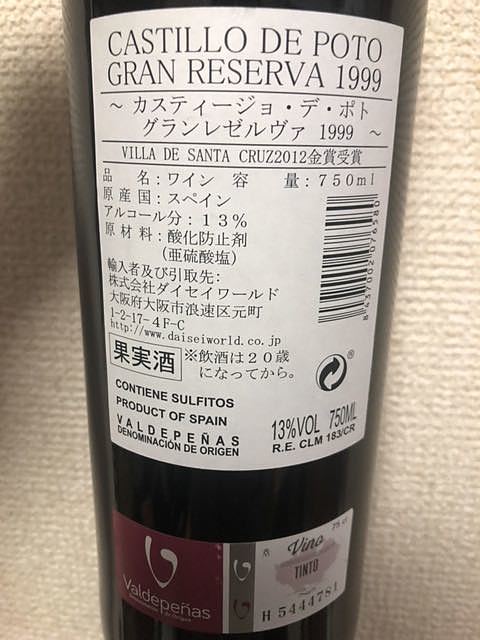 CASTILLO DE POTO
GRAN RESERVA 1999
～ カスティージョ・デ・ポト
グランレゼルヴァ 1999 ～
VILLA DE SANTA CRUZ2012金賞受賞
品　　名：ワイン 容　　量：750ml
原 産 国：スペイン
アルコール分：13%
原 材 料：酸化防止剤
(亜硫酸塩)
輸入者及び引取先：
株式会社ダイセイワールド
大阪府大阪市浪速区元町
1-2-17-4F-C
http://www.daiseiworld.co.jp
果実酒 ※飲酒は20歳
になってから。
8 437002 076380
CONTIENE SULFITOS
PRODUCT OF SPAIN
VALDEPEÑAS
DENOMINACIÓN DE ORIGEN
13%VOL 750ML
R.E. CLM 183/CR
Valdepeñas
Vino
TINTO
75 cl
H 5444781